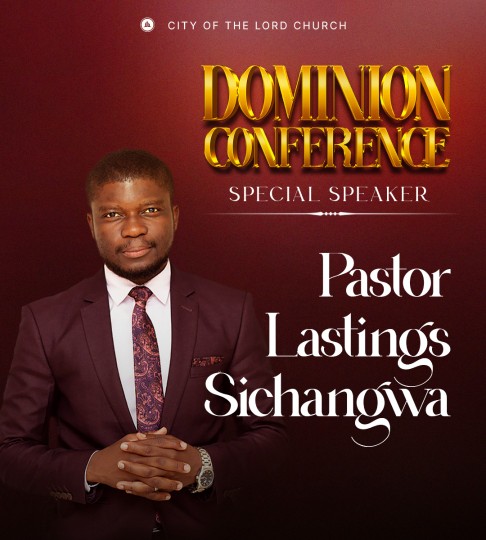 CITY OF THE LORD CHURCH
DOMINION
CONFERENCE
SPECIAL SPEAKER
Pastor
Lastings
Sichangwa